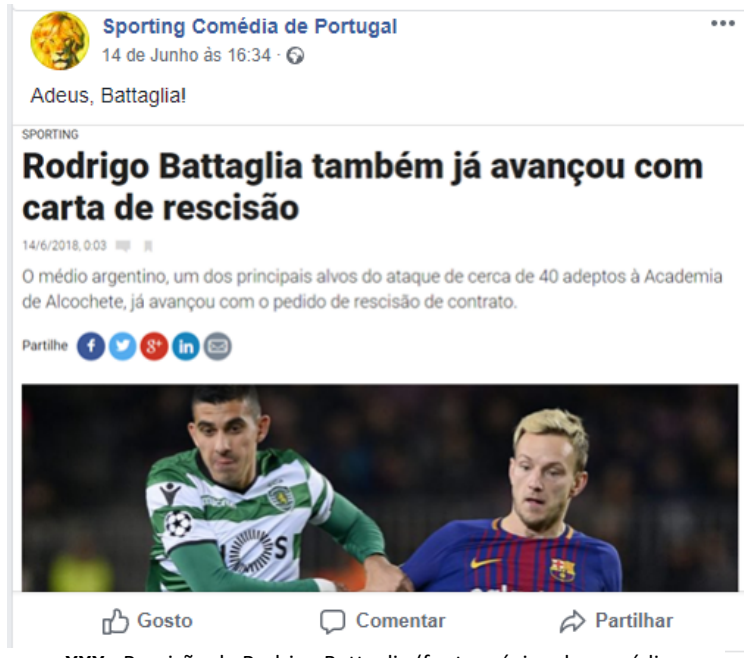 Sporting Comédia de Portugal
14 de Junho às 16:34 ·
Adeus, Battaglia!
SPORTING
Rodrigo Battaglia também já avançou com
carta de rescisão
14/6/2018, 0:03
O médio argentino, um dos principais alvos do ataque de cerca de 40 adeptos à Academia
de Alcochete, já avançou com o pedido de rescisão de contrato.
Partilhe
Gosto
Comentar
Partilhar